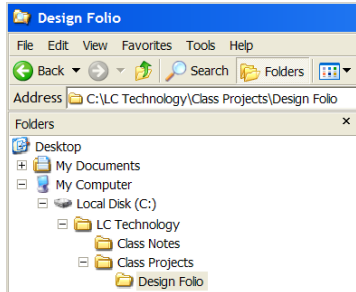 Design Folio
File Edit View Favorites Tools Help
Back Search Folders
Address C:\LC Technology\Class Projects\Design Folio
Folders x
Desktop
My Documents
My Computer
Local Disk (C:)
LC Technology
Class Notes
Class Projects
Design Folio